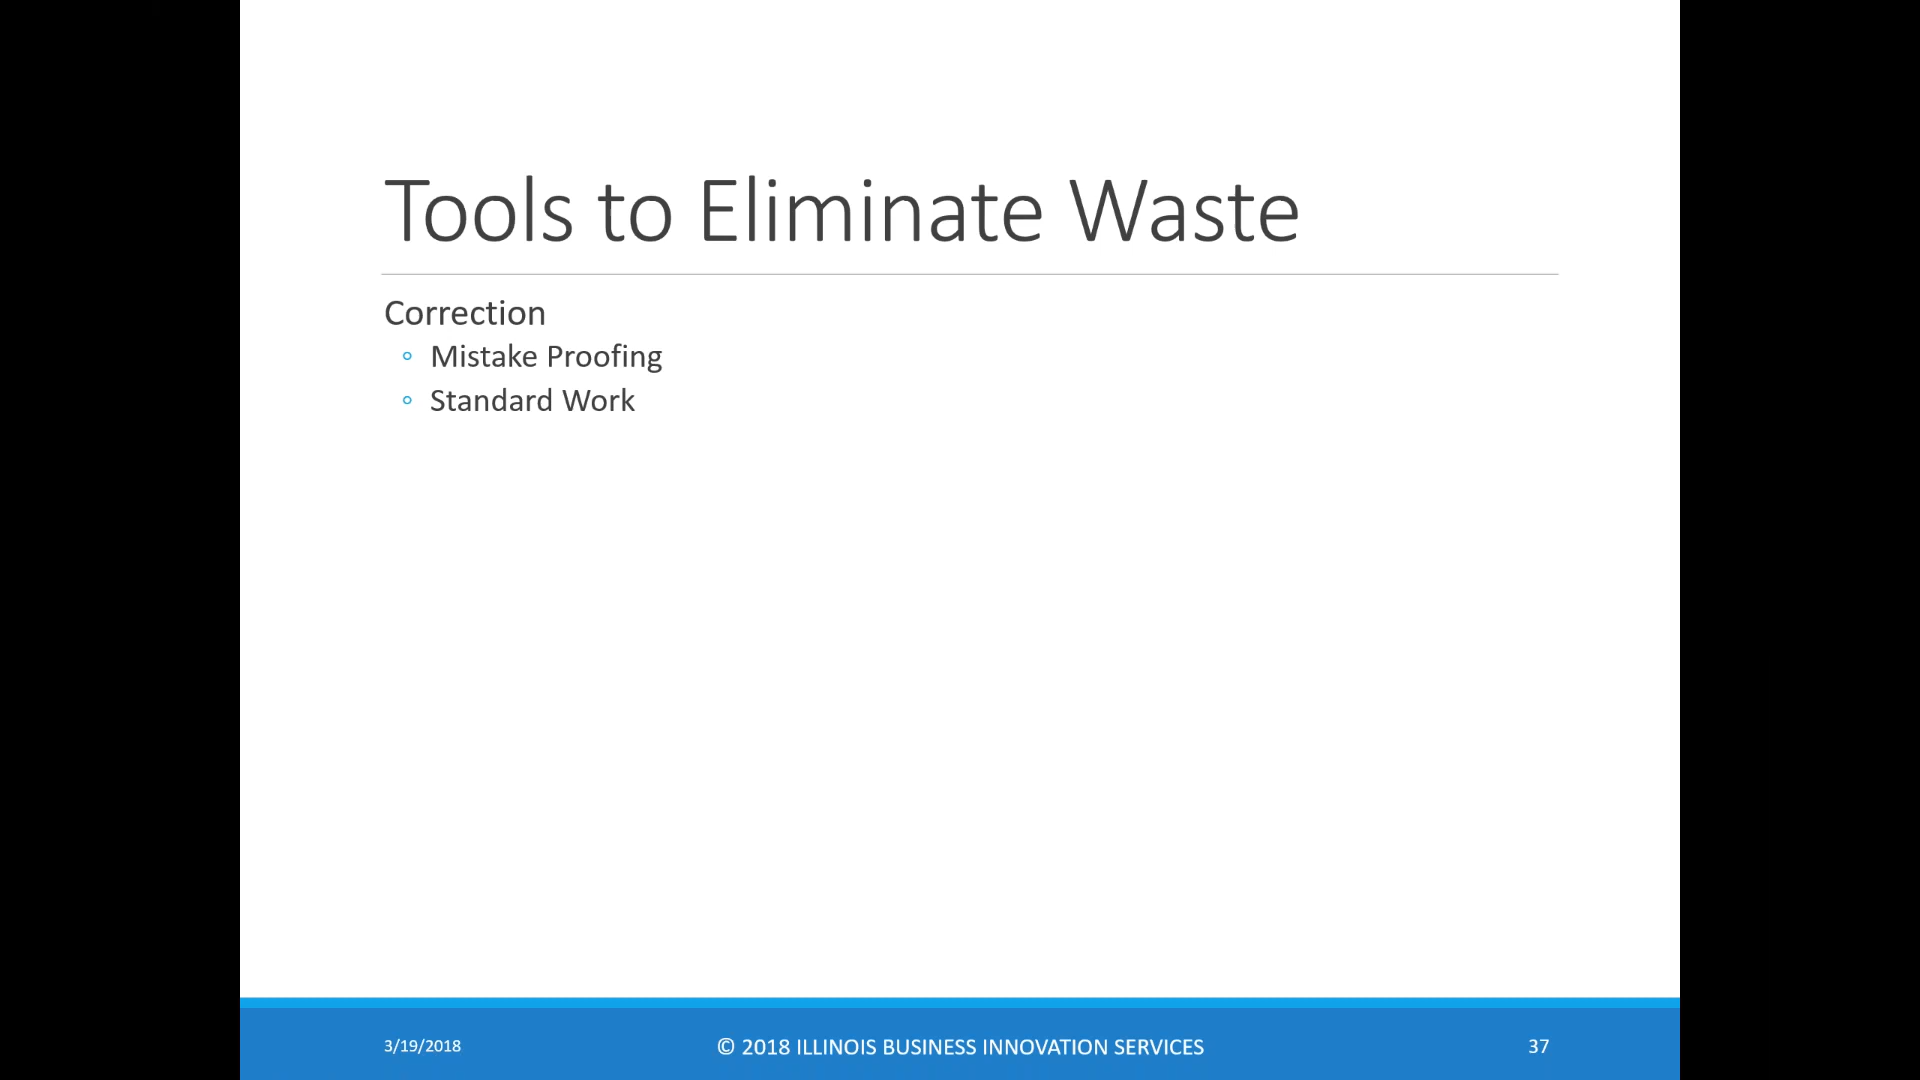 Tools to Eliminate Waste
Correction
◦ Mistake Proofing
◦ Standard Work
3/19/2018
© 2018 ILLINOIS BUSINESS INNOVATION SERVICES
37